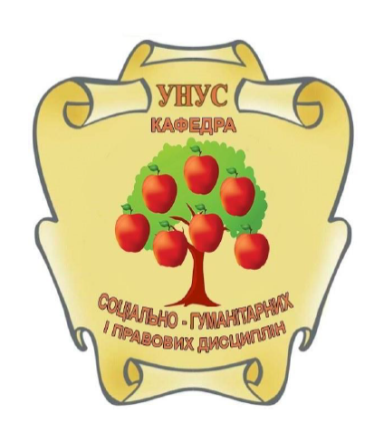 УНУС
КАФЕДРА
СОЦІАЛЬНО - ГУМАНІТАРНИХ
І ПРАВОВИХ ДИСЦИПЛІН